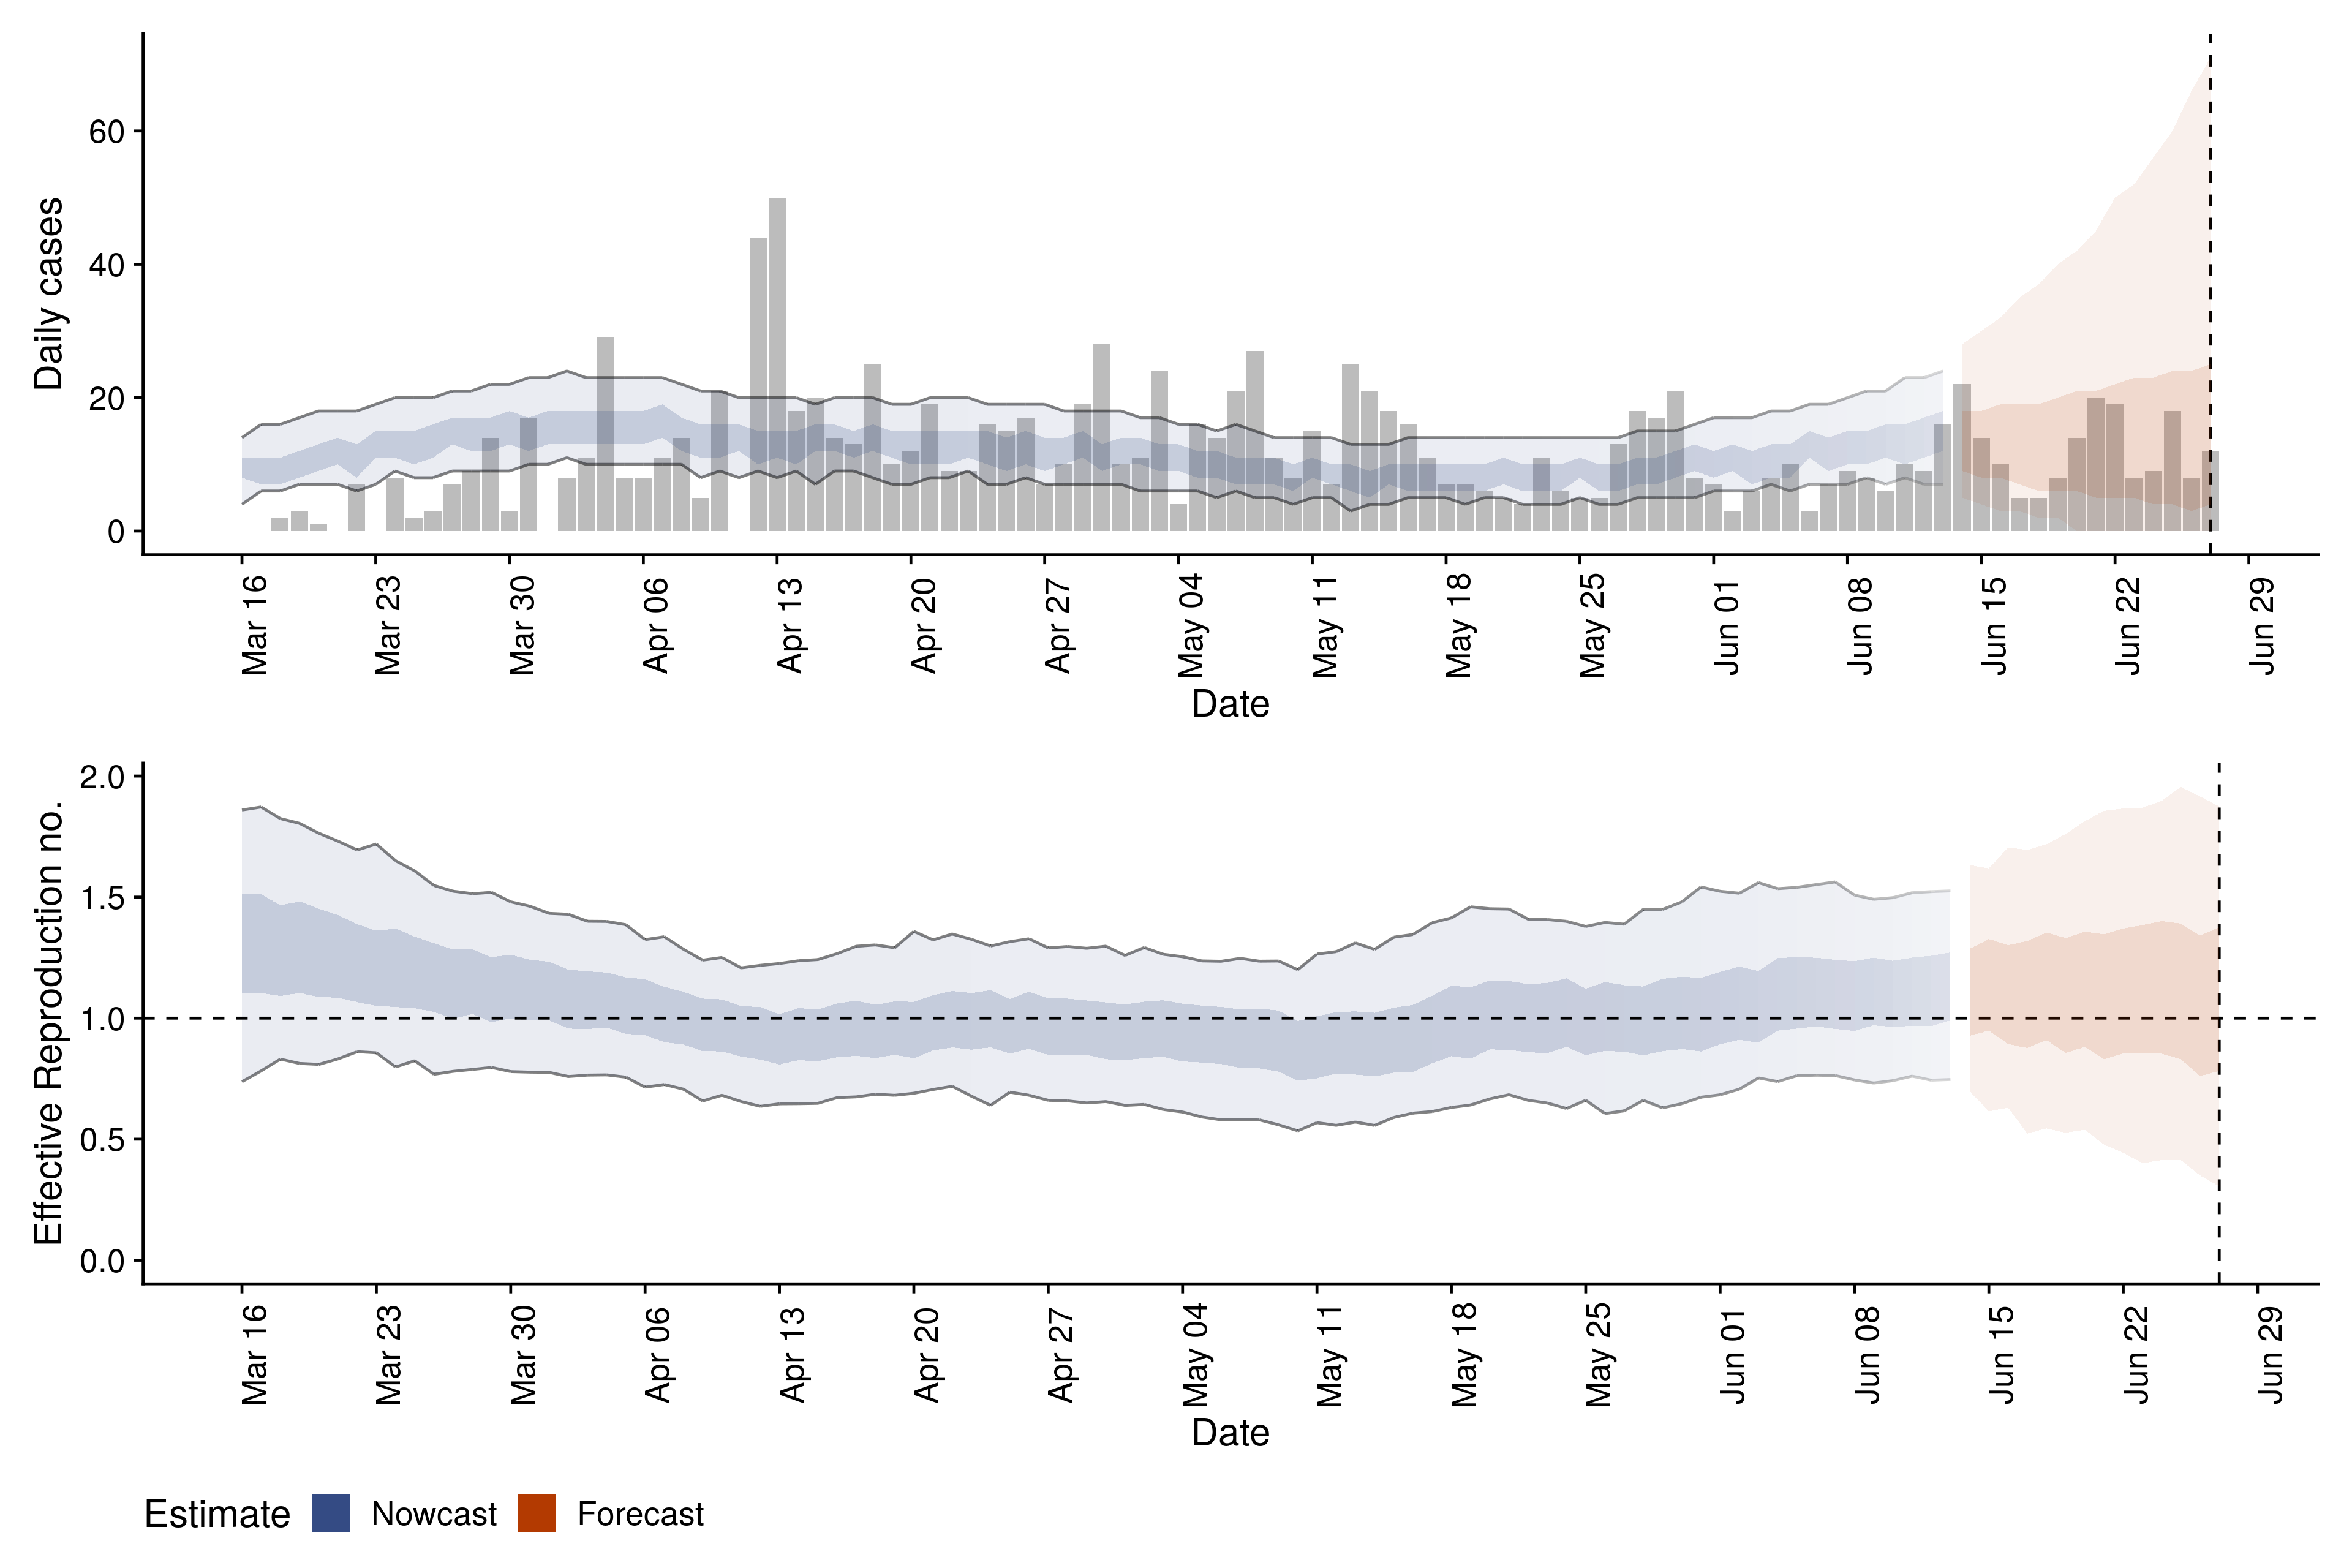 Daily cases
60
40
20
0
Mar 16
Mar 23
Mar 30
Apr 06
Apr 13
Apr 20
Apr 27
May 04
May 11
May 18
May 25
Jun 01
Jun 08
Jun 15
Jun 22
Jun 29
Date
Effective Reproduction no.
2.0
1.5
1.0
0.5
0.0
Mar 16
Mar 23
Mar 30
Apr 06
Apr 13
Apr 20
Apr 27
May 04
May 11
May 18
May 25
Jun 01
Jun 08
Jun 15
Jun 22
Jun 29
Date
Estimate Nowcast Forecast